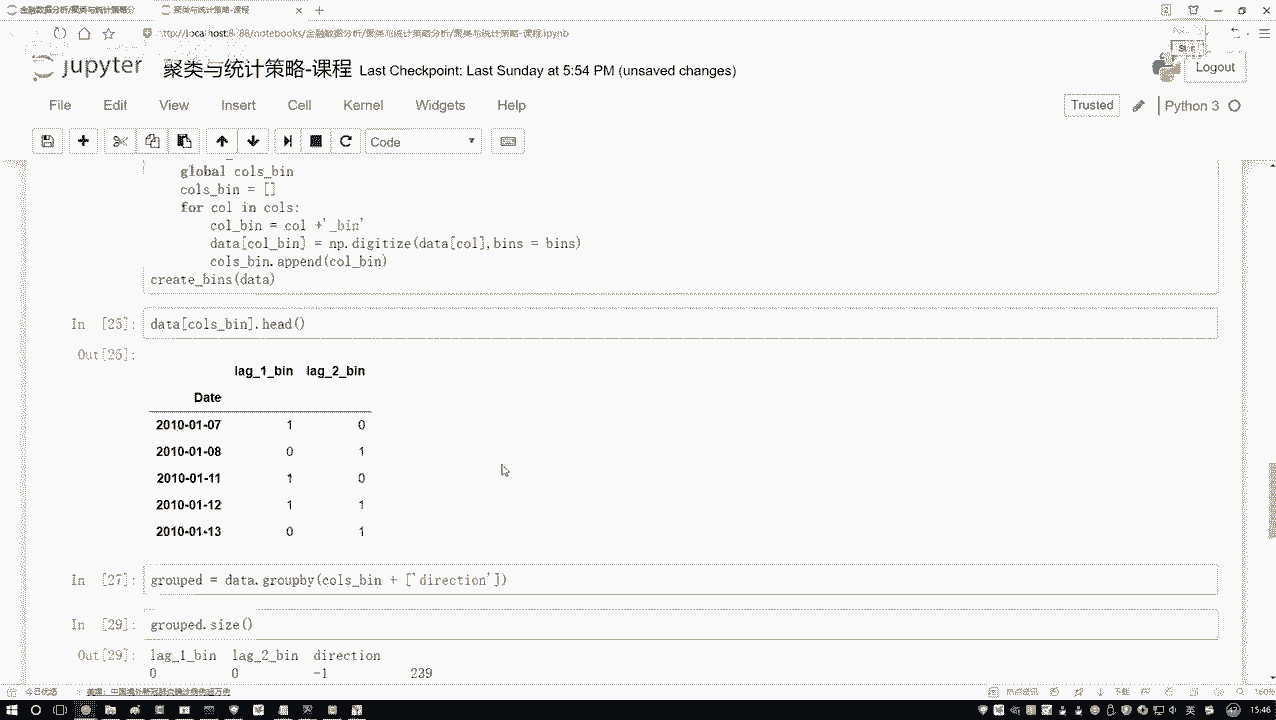 金融数据分析/聚类与统计策略分
聚类与统计策略-课程
ttp://localhost:8888/notebooks/金融数据分析/聚类与统计策略分析/聚类与统计策略-课程.ipynb
jupyter 聚类与统计策略-课程 Last Checkpoint: Last Sunday at 5:54 PM (unsaved changes)
Logout
File Edit View Insert Cell Kernel Widgets Help
Trusted Python 3
Code
global cols_bin
cols_bin = []
for col in cols:
col_bin = col +'_bin'
data[col_bin] = np.digitize(data[col],bins = bins)
cols_bin.append(col_bin)
create_bins(data)
In [25]: data[cols_bin].head()
Out[25]:
lag_1_bin lag_2_bin
Date
2010-01-07 1 0
2010-01-08 0 1
2010-01-11 1 0
2010-01-12 1 1
2010-01-13 0 1
In [27]: grouped = data.groupby(cols_bin + ['direction'])
In [29]: grouped.size()
Out[29]: lag_1_bin lag_2_bin direction
0 0 -1 239
今日优选
下载 160%
英 15:46